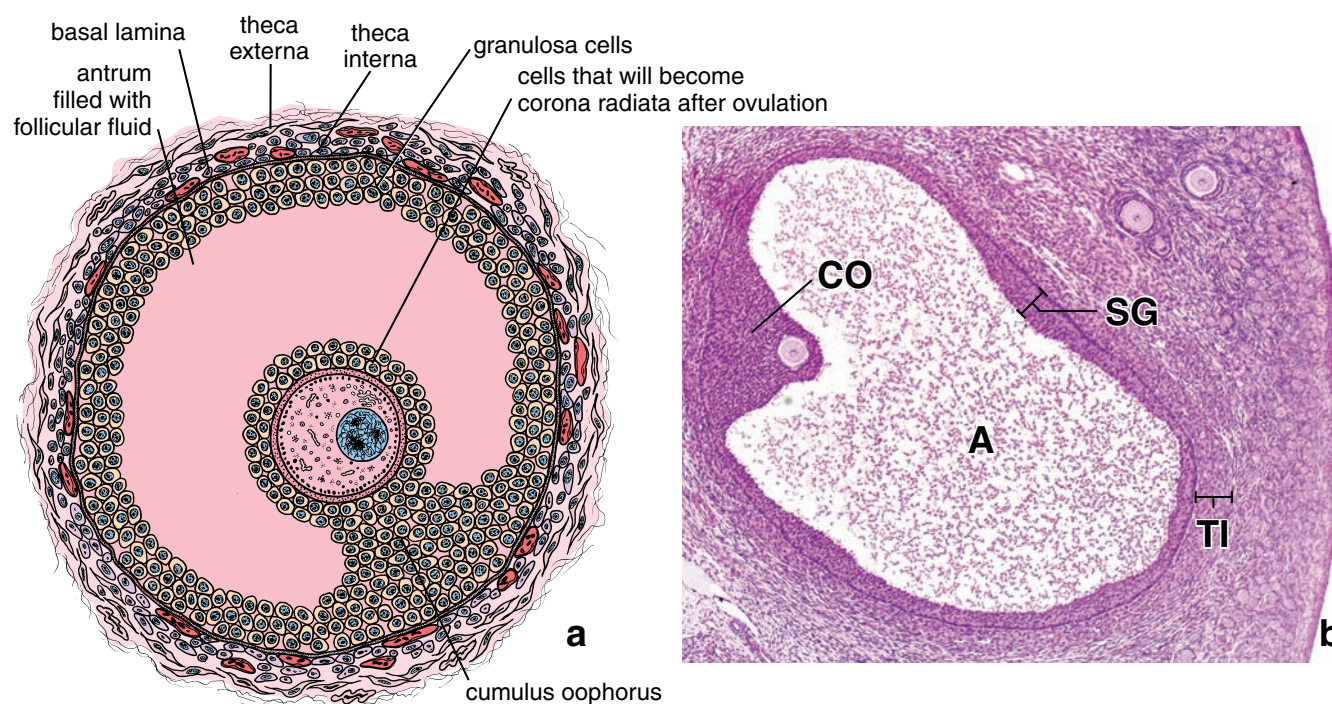 basal lamina
theca
externa
theca
interna
granulosa cells
antrum
filled with
follicular fluid
cells that will become
corona radiata after ovulation
cumulus oophorus
a
CO
SG
A
TI
b